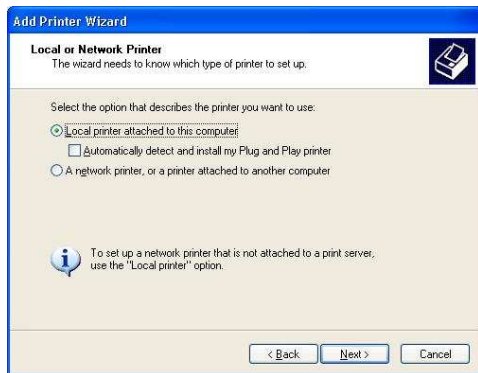 Add Printer Wizard
Local or Network Printer
The wizard needs to know which type of printer to set up.
Select the option that describes the printer you want to use:
Local printer attached to this computer
Automatically detect and install my Plug and Play printer
A network printer, or a printer attached to another computer
To set up a network printer that is not attached to a print server,
use the "Local printer" option.
< Back Next > Cancel